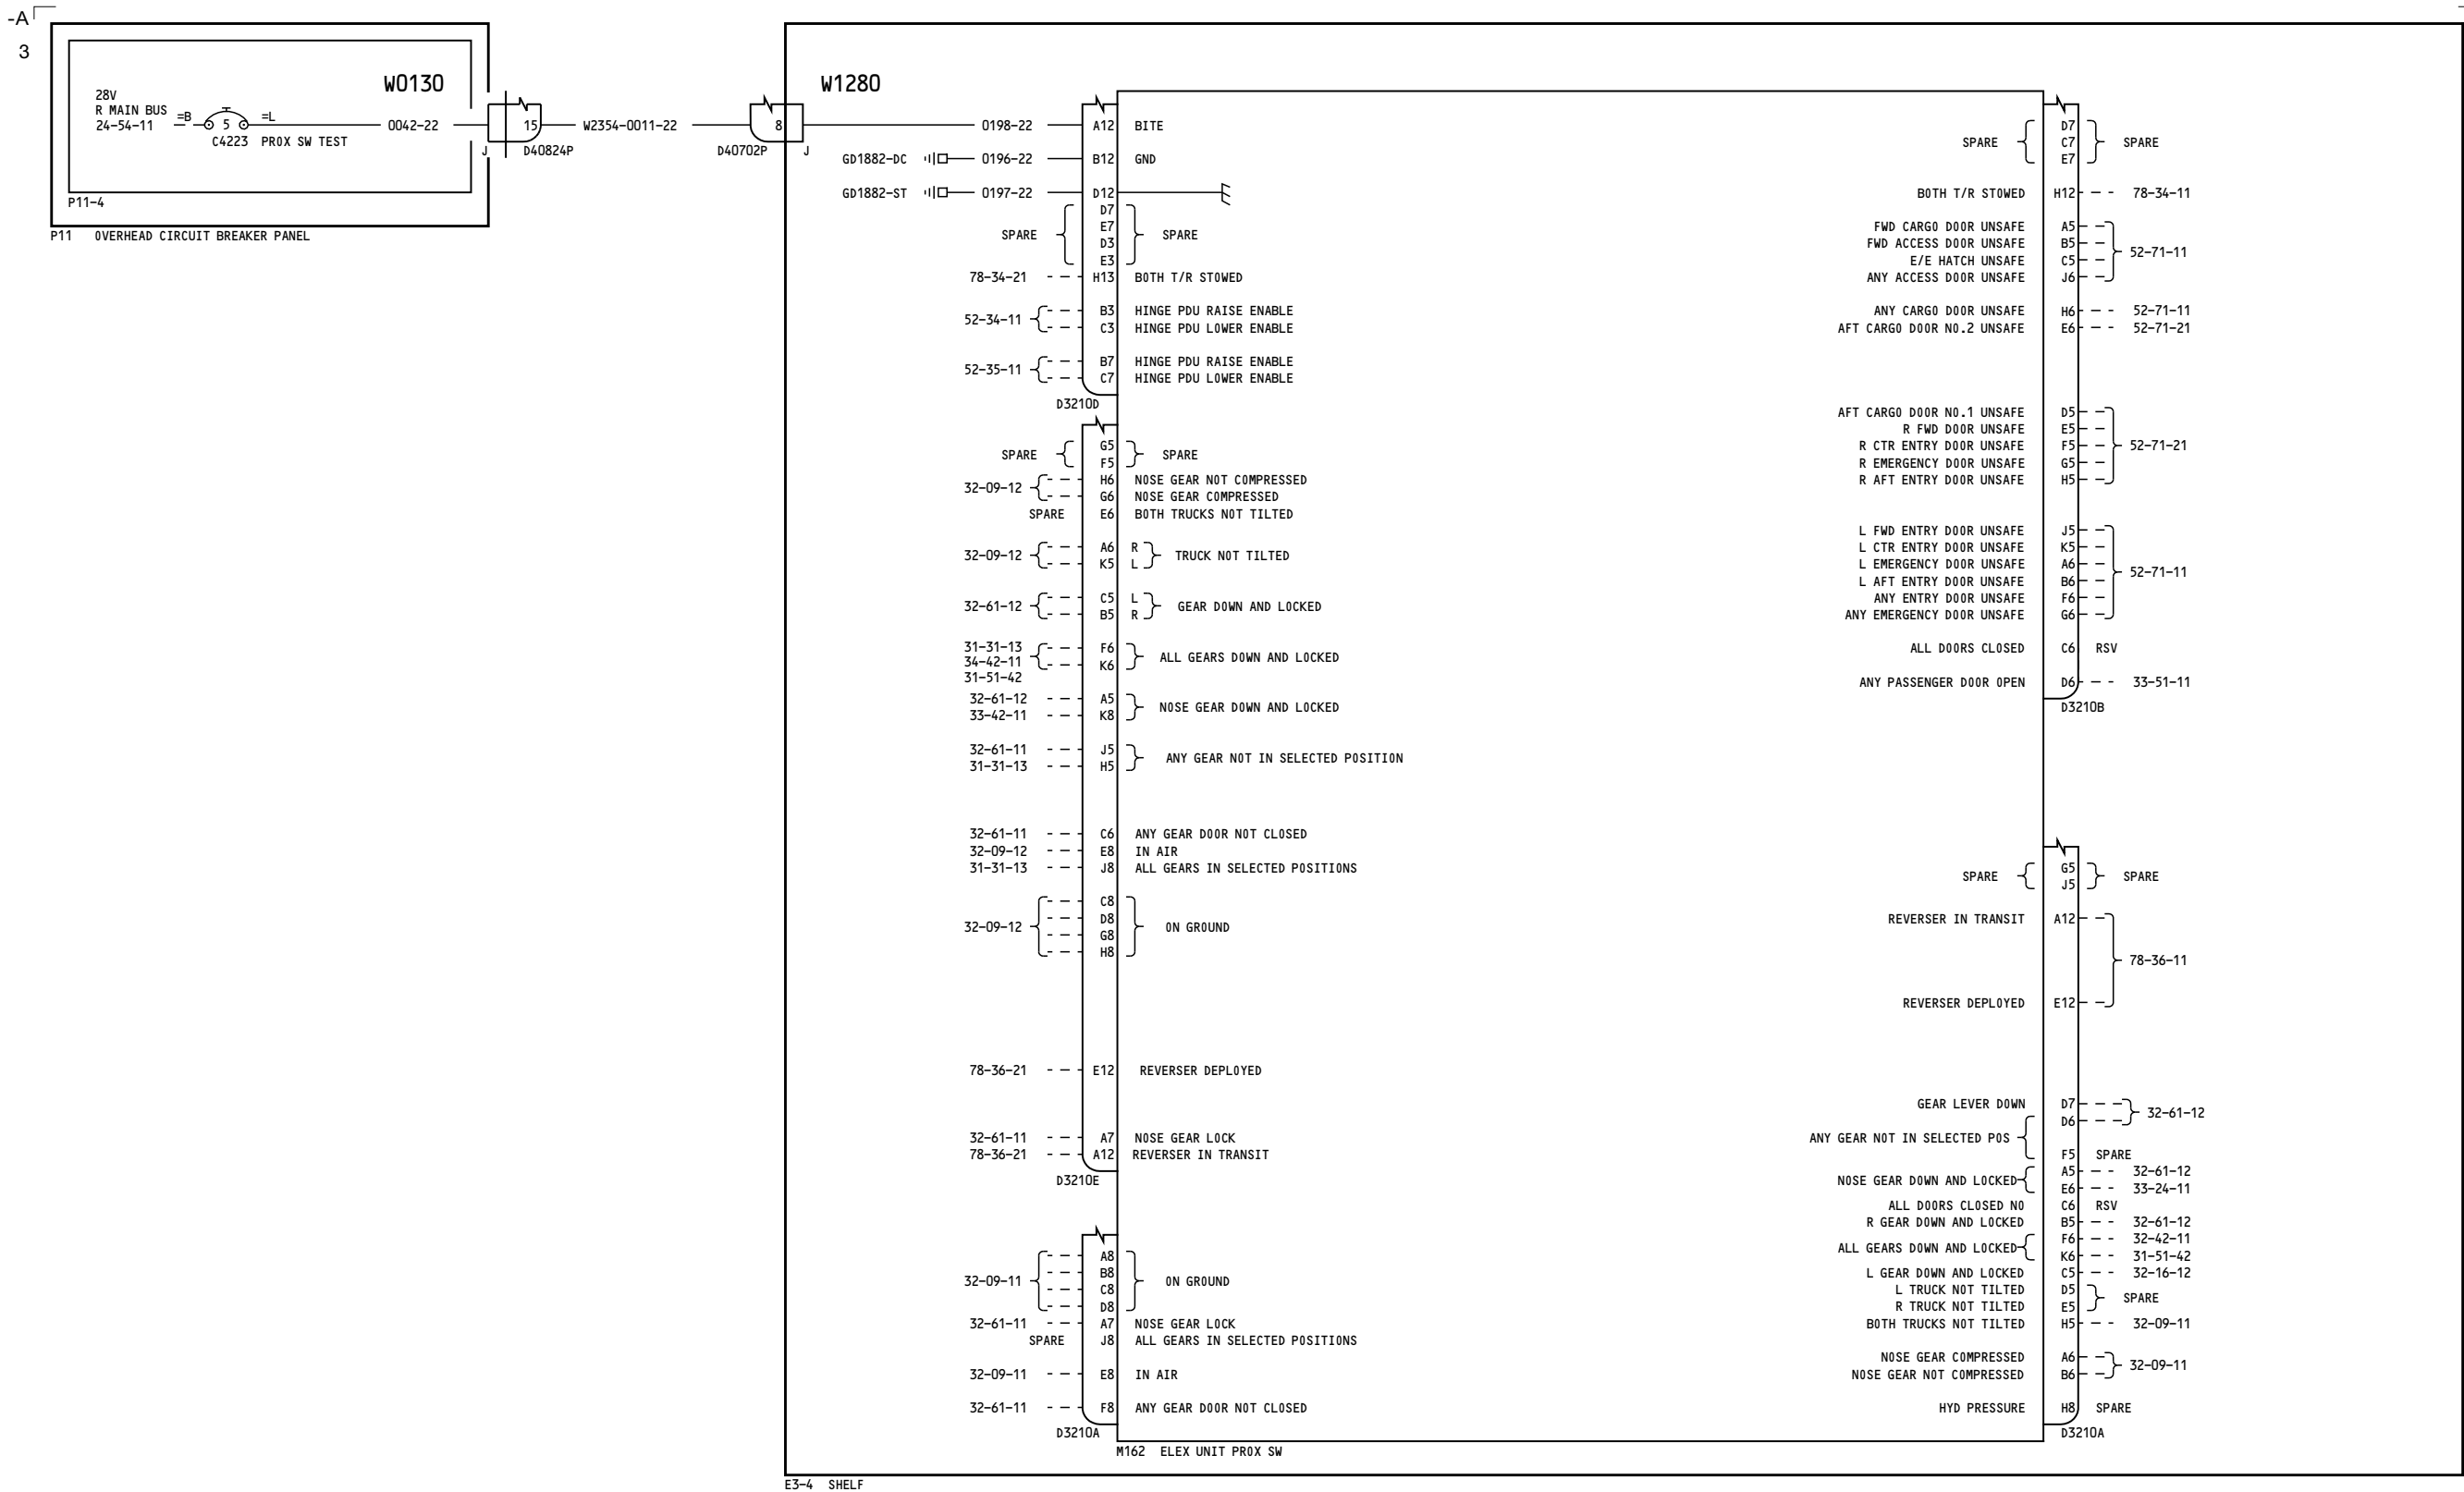 -A
3
W0130
28V
R MAIN BUS
24-54-11
=B
5
=L
C4223 PROX SW TEST
0042-22
15
J
D40824P
W2354-0011-22
P11-4
P11 OVERHEAD CIRCUIT BREAKER PANEL
W1280
8
D40702P
J
0198-22 A12 BITE
GD1882-DC 0196-22 B12 GND
GD1882-ST 0197-22 D12
D7
E7
SPARE SPARE
D3
E3
78-34-21 H13 BOTH T/R STOWED
52-34-11
B3 HINGE PDU RAISE ENABLE
C3 HINGE PDU LOWER ENABLE
52-35-11
B7 HINGE PDU RAISE ENABLE
C7 HINGE PDU LOWER ENABLE
D3210D
SPARE G5 SPARE
F5
32-09-12
H6 NOSE GEAR NOT COMPRESSED
G6 NOSE GEAR COMPRESSED
SPARE E6 BOTH TRUCKS NOT TILTED
32-09-12
A6 R
K5 L
TRUCK NOT TILTED
32-61-12
C5 L
B5 R
GEAR DOWN AND LOCKED
31-31-13
34-42-11
31-51-42
F6
K6
ALL GEARS DOWN AND LOCKED
32-61-12 A5
33-42-11 K8
NOSE GEAR DOWN AND LOCKED
32-61-11 J5
31-31-13 H5
ANY GEAR NOT IN SELECTED POSITION
32-61-11 C6 ANY GEAR DOOR NOT CLOSED
32-09-12 E8 IN AIR
31-31-13 J8 ALL GEARS IN SELECTED POSITIONS
32-09-12
C8
D8
G8
H8
ON GROUND
78-36-21 E12 REVERSER DEPLOYED
32-61-11 A7 NOSE GEAR LOCK
78-36-21 A12 REVERSER IN TRANSIT
D3210E
32-09-11
A8
B8
C8
D8
ON GROUND
32-61-11 A7 NOSE GEAR LOCK
SPARE J8 ALL GEARS IN SELECTED POSITIONS
32-09-11 E8 IN AIR
32-61-11 F8 ANY GEAR DOOR NOT CLOSED
D3210A
M162 ELEX UNIT PROX SW
E3-4 SHELF
D7
SPARE C7 SPARE
E7
BOTH T/R STOWED H12 78-34-11
FWD CARGO DOOR UNSAFE A5
FWD ACCESS DOOR UNSAFE B5
E/E HATCH UNSAFE C5
ANY ACCESS DOOR UNSAFE J6
52-71-11
ANY CARGO DOOR UNSAFE H6 52-71-11
AFT CARGO DOOR NO.2 UNSAFE E6 52-71-21
AFT CARGO DOOR NO.1 UNSAFE D5
R FWD DOOR UNSAFE E5
R CTR ENTRY DOOR UNSAFE F5 52-71-21
R EMERGENCY DOOR UNSAFE G5
R AFT ENTRY DOOR UNSAFE H5
L FWD ENTRY DOOR UNSAFE J5
L CTR ENTRY DOOR UNSAFE K5
L EMERGENCY DOOR UNSAFE A6
L AFT ENTRY DOOR UNSAFE B6
ANY ENTRY DOOR UNSAFE F6
ANY EMERGENCY DOOR UNSAFE G6
52-71-11
ALL DOORS CLOSED C6 RSV
ANY PASSENGER DOOR OPEN D6 33-51-11
D3210B
SPARE G5 SPARE
J5
REVERSER IN TRANSIT A12
78-36-11
REVERSER DEPLOYED E12
GEAR LEVER DOWN D7
D6
32-61-12
ANY GEAR NOT IN SELECTED POS
F5 SPARE
A5 32-61-12
NOSE GEAR DOWN AND LOCKED
E6 33-24-11
ALL DOORS CLOSED NO C6 RSV
R GEAR DOWN AND LOCKED B5 32-61-12
F6 32-42-11
ALL GEARS DOWN AND LOCKED
K6 31-51-42
L GEAR DOWN AND LOCKED C5 32-16-12
L TRUCK NOT TILTED D5
R TRUCK NOT TILTED E5
SPARE
BOTH TRUCKS NOT TILTED H5 32-09-11
NOSE GEAR COMPRESSED A6
NOSE GEAR NOT COMPRESSED B6
32-09-11
HYD PRESSURE H8 SPARE
D3210A